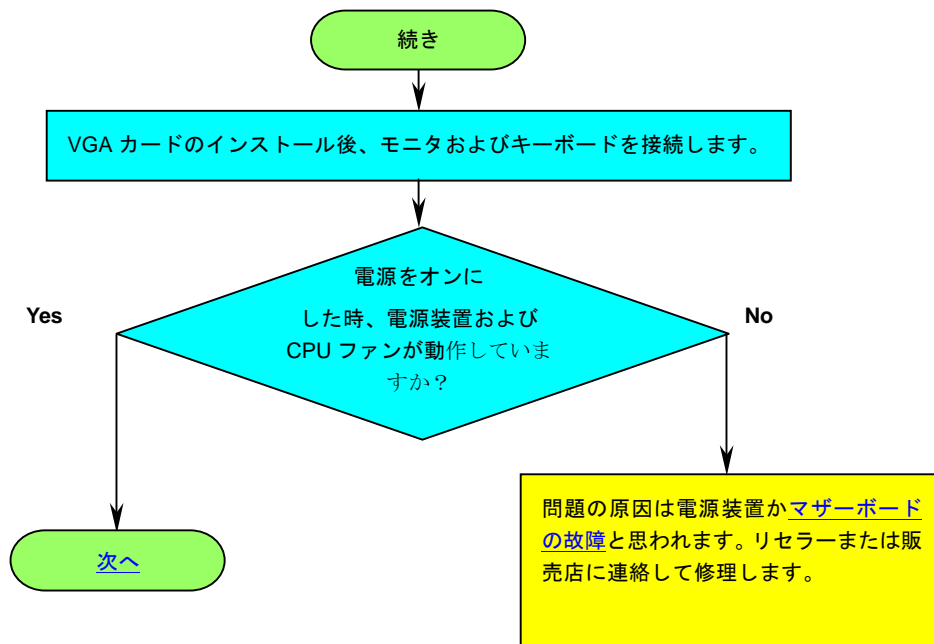 続き
VGA カードのインストール後、モニタおよびキーボードを接続します。
電源をオンに
した時、電源装置および
CPU ファンが動作していま
すか？
Yes
No
問題の原因は電源装置かマザーボード
の故障と思われます。リセラーまたは販
売店に連絡して修理します。
次へ